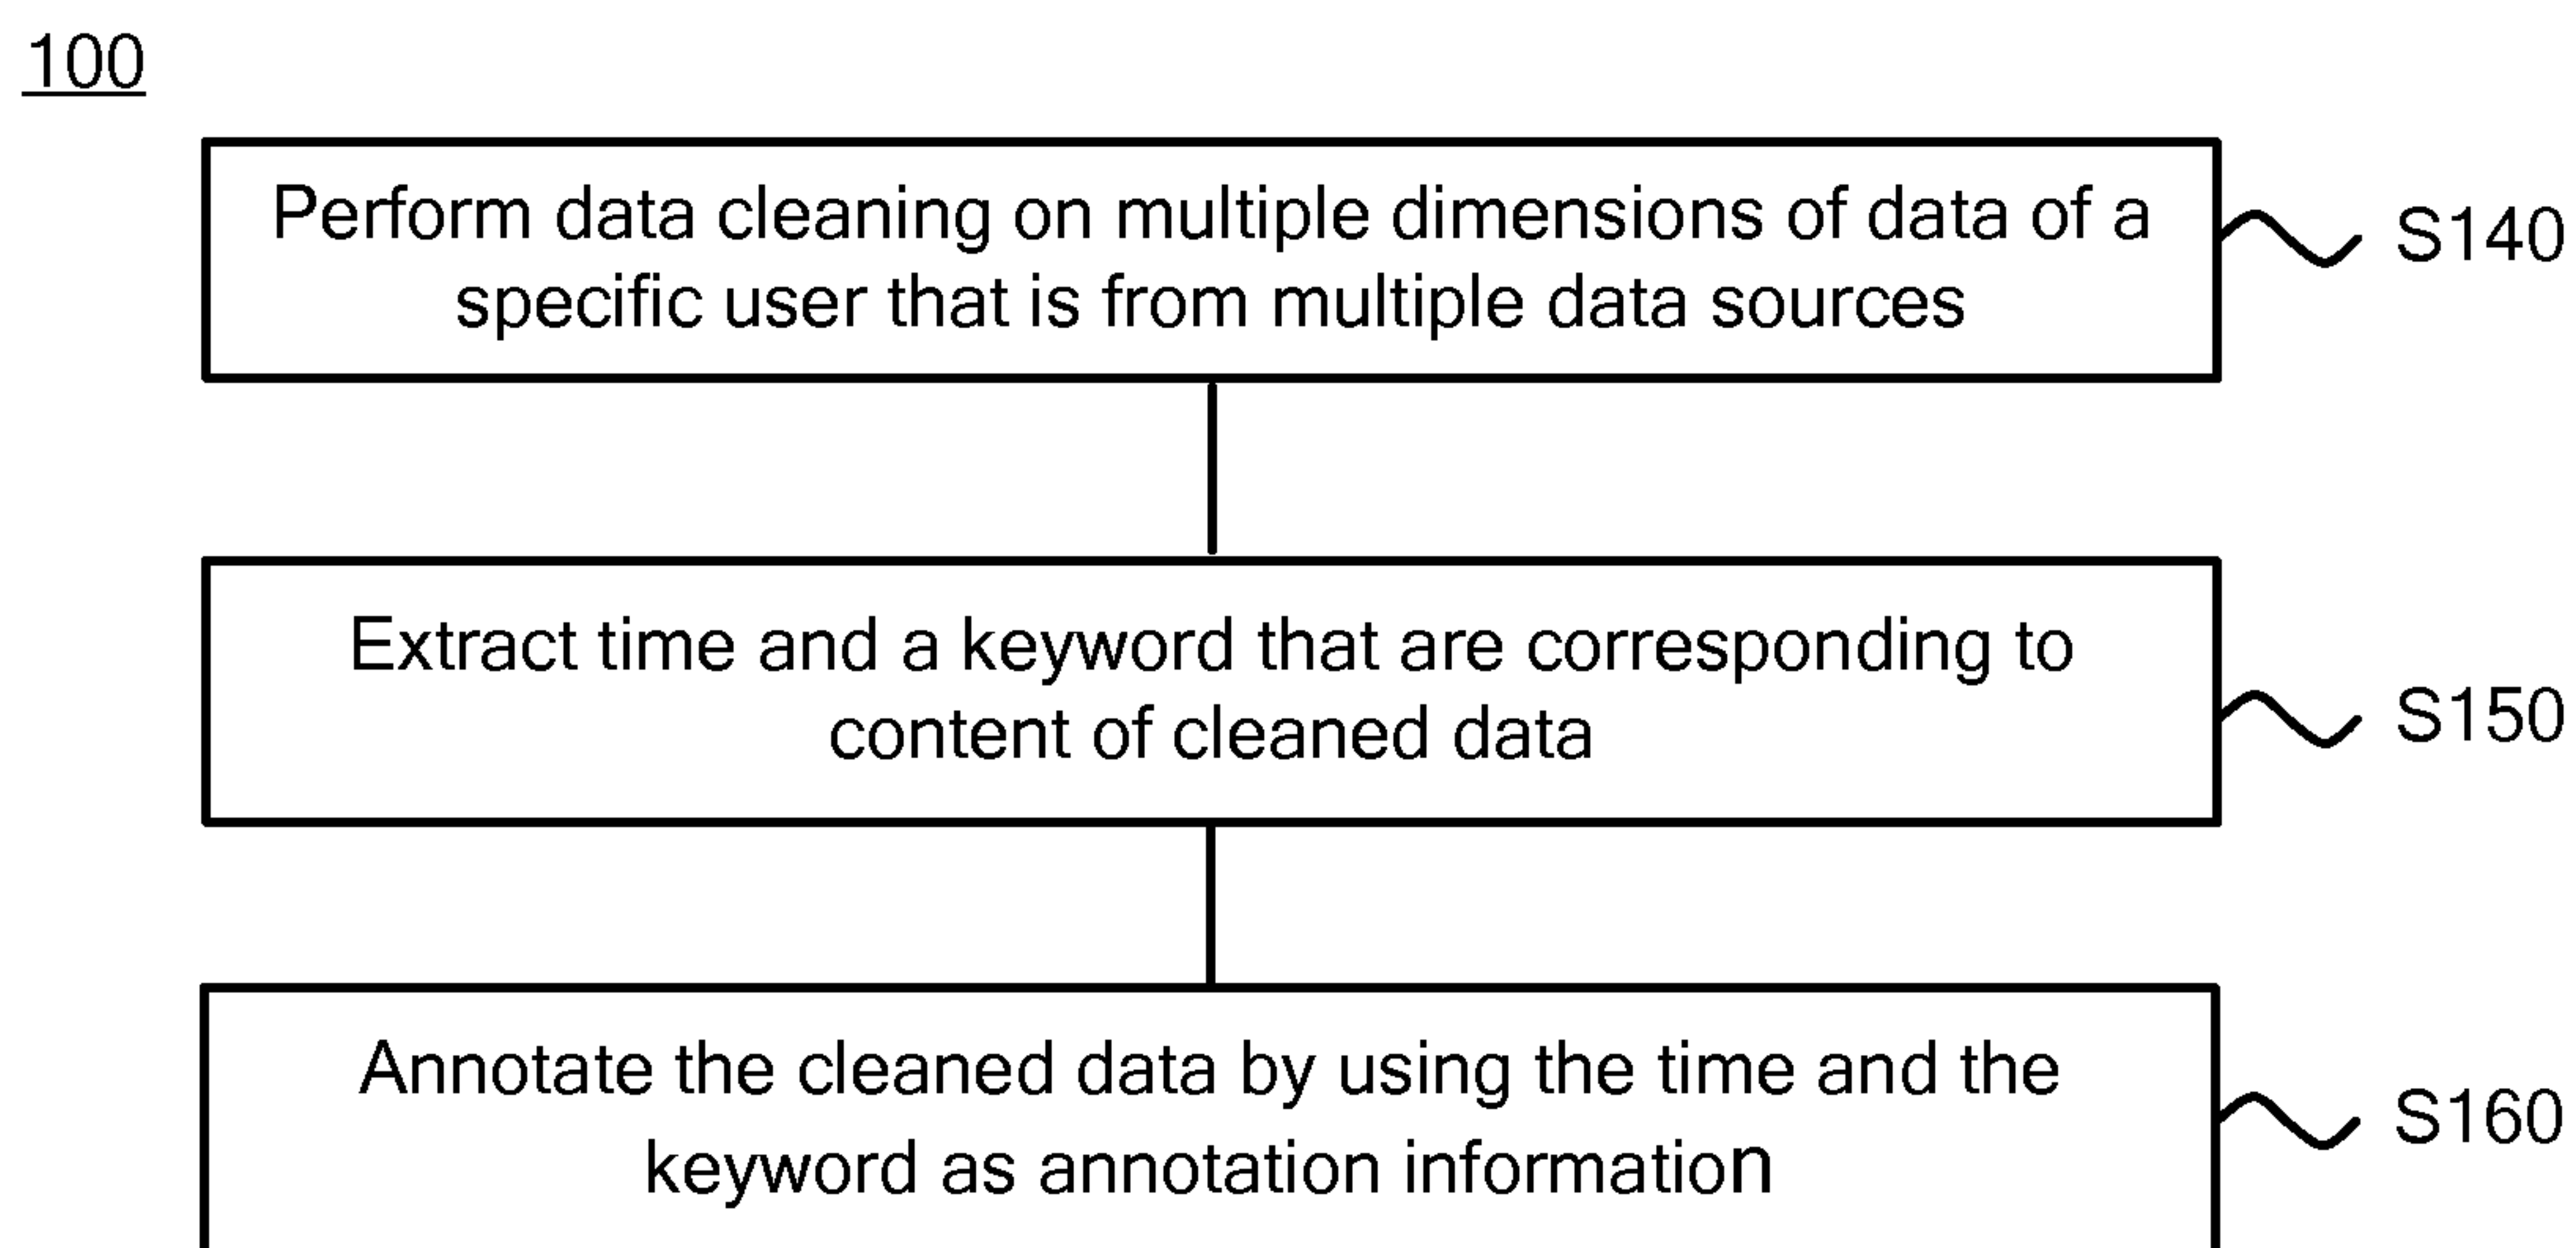 100
Perform data cleaning on multiple dimensions of data of a
specific user that is from multiple data sources
S140
Extract time and a keyword that are corresponding to
content of cleaned data
S150
Annotate the cleaned data by using the time and the
keyword as annotation information
S160